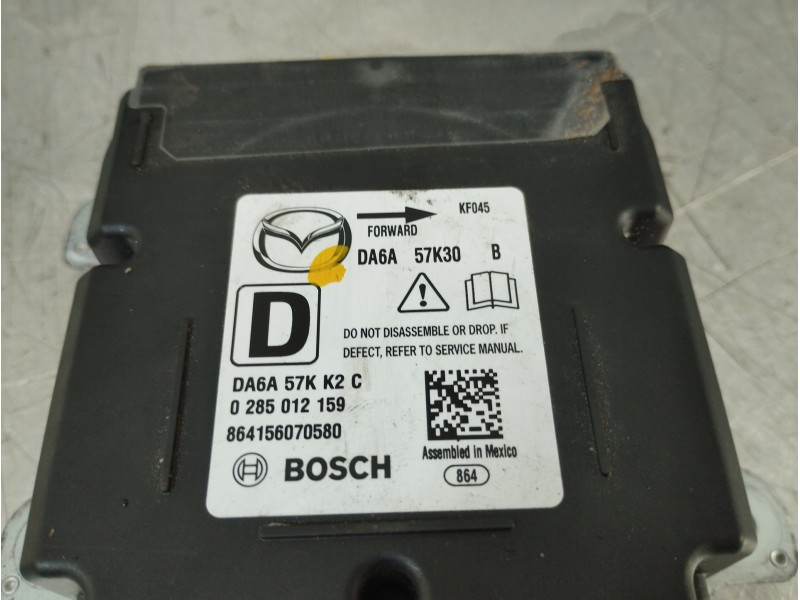 KF045
FORWARD
DA6A 57K30 B
D
DO NOT DISASSEMBLE OR DROP. IF
DEFECT, REFER TO SERVICE MANUAL.
DA6A 57K K2 C
0 285 012 159
864156070580
BOSCH
Assembled in Mexico
864